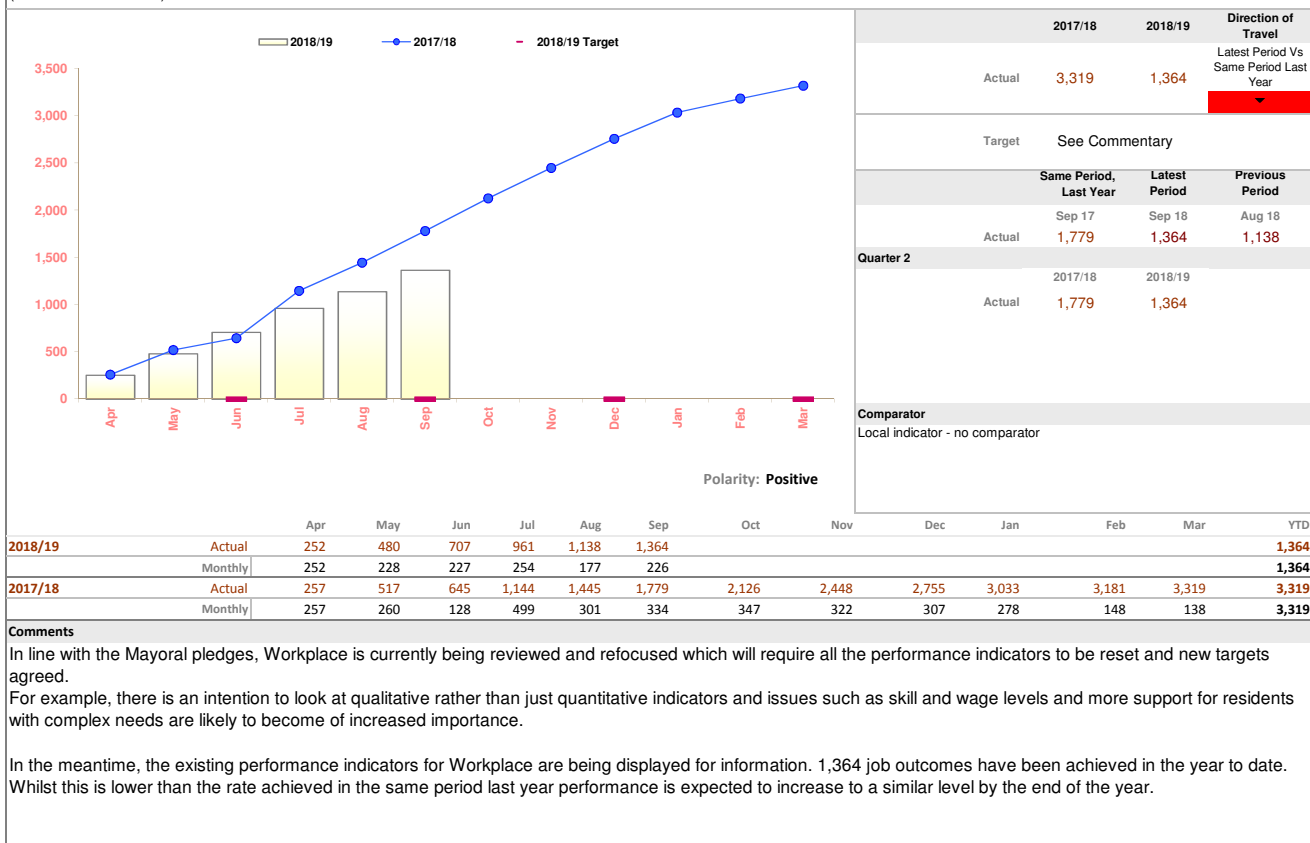 2018/19 2017/18 2018/19 Target
3,500
3,000
2,500
2,000
1,500
1,000
500
0
Apr May Jun Jul Aug Sep Oct Nov Dec Jan Feb Mar
Polarity: Positive
2017/18 2018/19 Direction of
Travel
Latest Period Vs
Same Period Last
Year
Actual 3,319 1,364
Target See Commentary
Same Period, Latest Previous
Last Year Period Period
Sep 17 Sep 18 Aug 18
Actual 1,779 1,364 1,138
Quarter 2
2017/18 2018/19
Actual 1,779 1,364
Comparator
Local indicator - no comparator
Apr May Jun Jul Aug Sep Oct Nov Dec Jan Feb Mar YTD
2018/19 Actual 252 480 707 961 1,138 1,364 1,364
Monthly 252 228 227 254 177 226 1,364
2017/18 Actual 257 517 645 1,144 1,445 1,779 2,126 2,448 2,755 3,033 3,181 3,319 3,319
Monthly 257 260 128 499 301 334 347 322 307 278 148 138 3,319
Comments
In line with the Mayoral pledges, Workplace is currently being reviewed and refocused which will require all the performance indicators to be reset and new targets
agreed.
For example, there is an intention to look at qualitative rather than just quantitative indicators and issues such as skill and wage levels and more support for residents
with complex needs are likely to become of increased importance.
In the meantime, the existing performance indicators for Workplace are being displayed for information. 1,364 job outcomes have been achieved in the year to date.
Whilst this is lower than the rate achieved in the same period last year performance is expected to increase to a similar level by the end of the year.